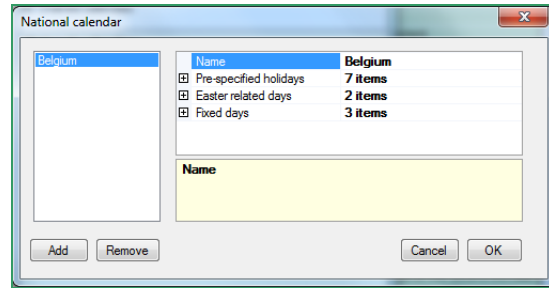 National calendar
Belgium
Name Belgium
Pre-specified holidays 7 items
Easter related days 2 items
Fixed days 3 items
Name
Add Remove Cancel OK